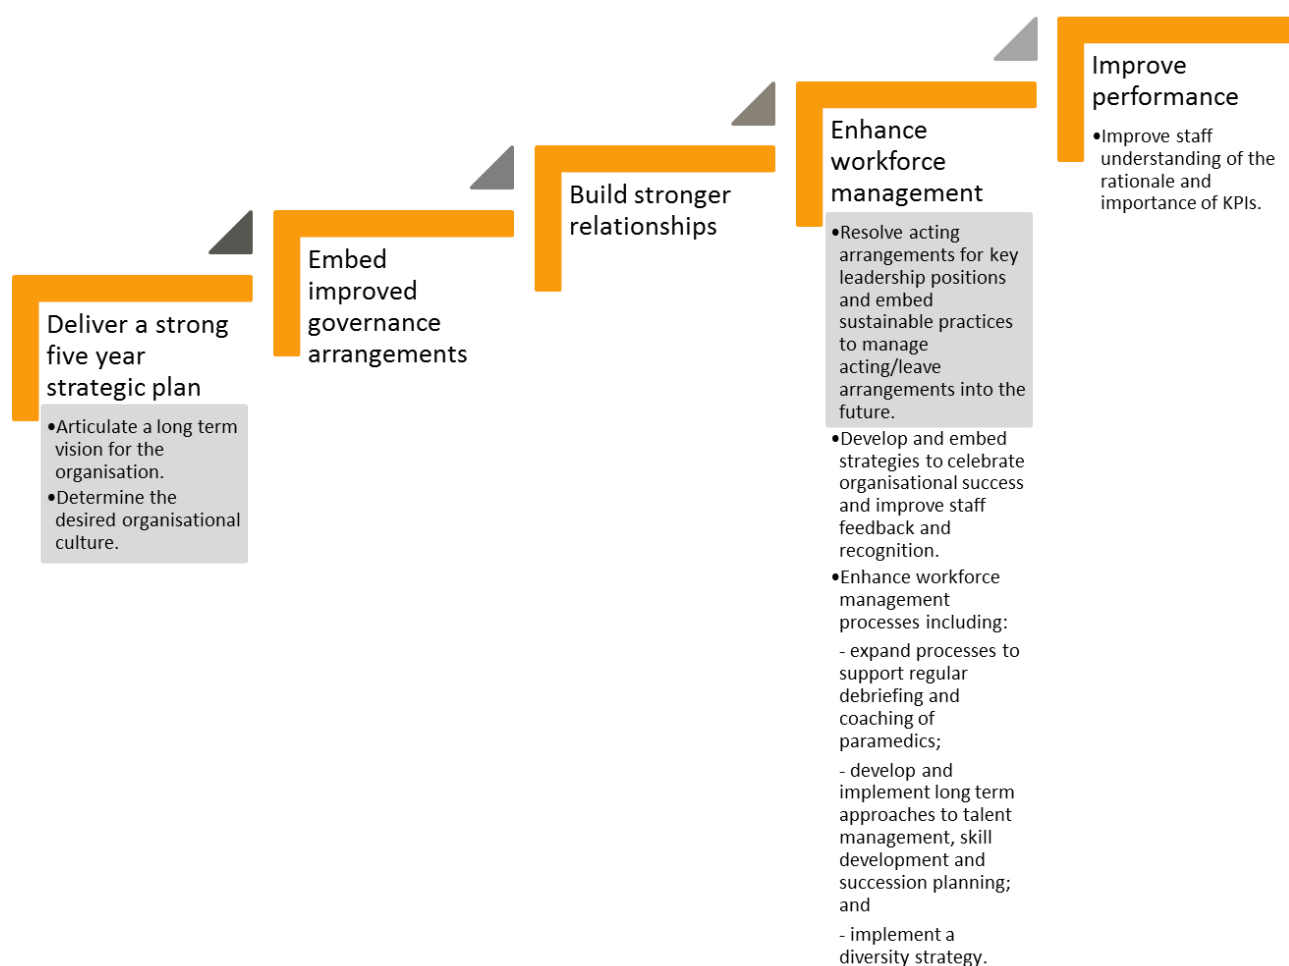 Deliver a strong
five year
strategic plan
•Articulate a long term
vision for the
organisation.
•Determine the
desired organisational
culture.
Embed
improved
governance
arrangements
Build stronger
relationships
Enhance
workforce
management
•Resolve acting
arrangements for key
leadership positions
and embed
sustainable practices
to manage
acting/leave
arrangements into the
future.
•Develop and embed
strategies to celebrate
organisational success
and improve staff
feedback and
recognition.
•Enhance workforce
management
processes including:
- expand processes to
support regular
debriefing and
coaching of
paramedics;
- develop and
implement long term
approaches to talent
management, skill
development and
succession planning;
and
- implement a
diversity strategy.
Improve
performance
•Improve staff
understanding of the
rationale and
importance of KPIs.